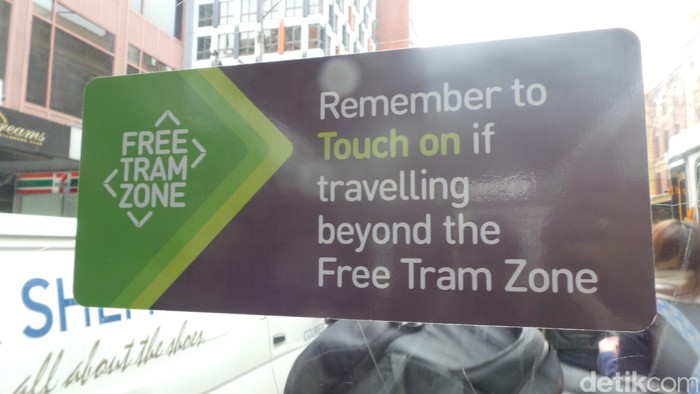 FREE
TRAM
ZONE
Remember to
Touch on if
travelling
beyond the
Free Tram Zone
all about the shoes.
detikcom